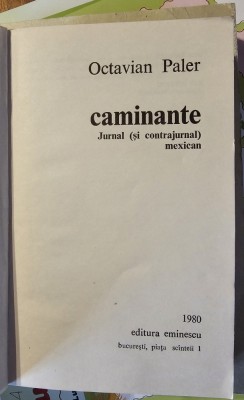 Octavian Paler
caminante
Jurnal (și contrajurnal)
mexican
1980
editura eminescu
bucurești, piața scînteii 1